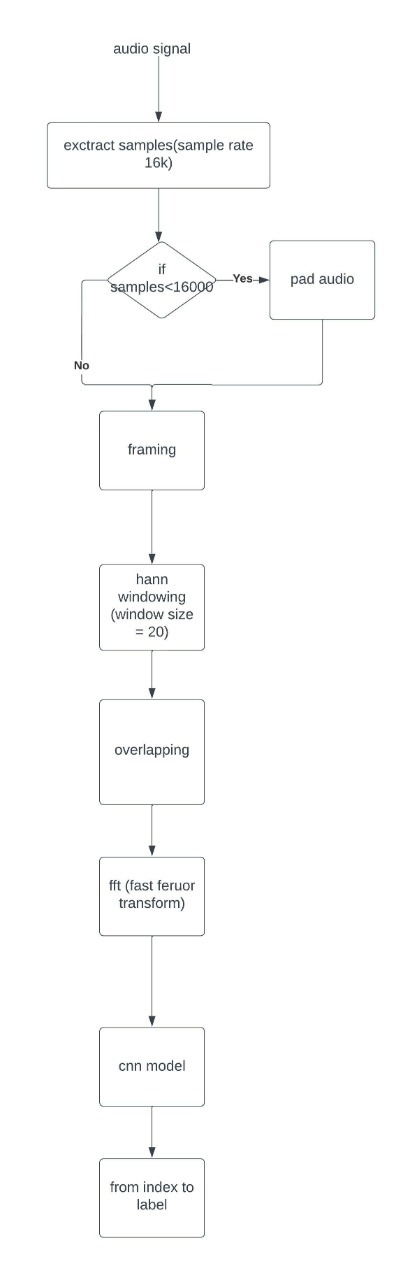 audio signal
exctract samples(sample rate
16k)
if
samples<16000
Yes
pad audio
No
framing
hann
windowing
(window size
= 20)
overlapping
fft (fast feruor
transform)
cnn model
from index to
label